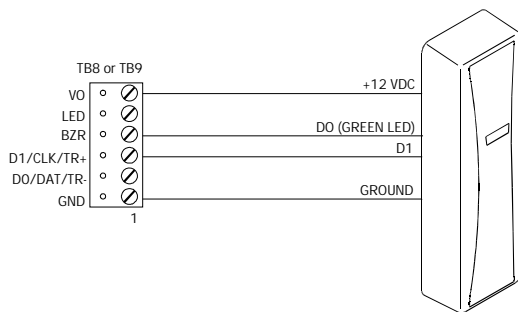 TB8 or TB9
VO
LED
BZR
D1/CLK/TR+
DO/DAT/TR-
GND
1
+12 VDC
DO (GREEN LED)
D1
GROUND